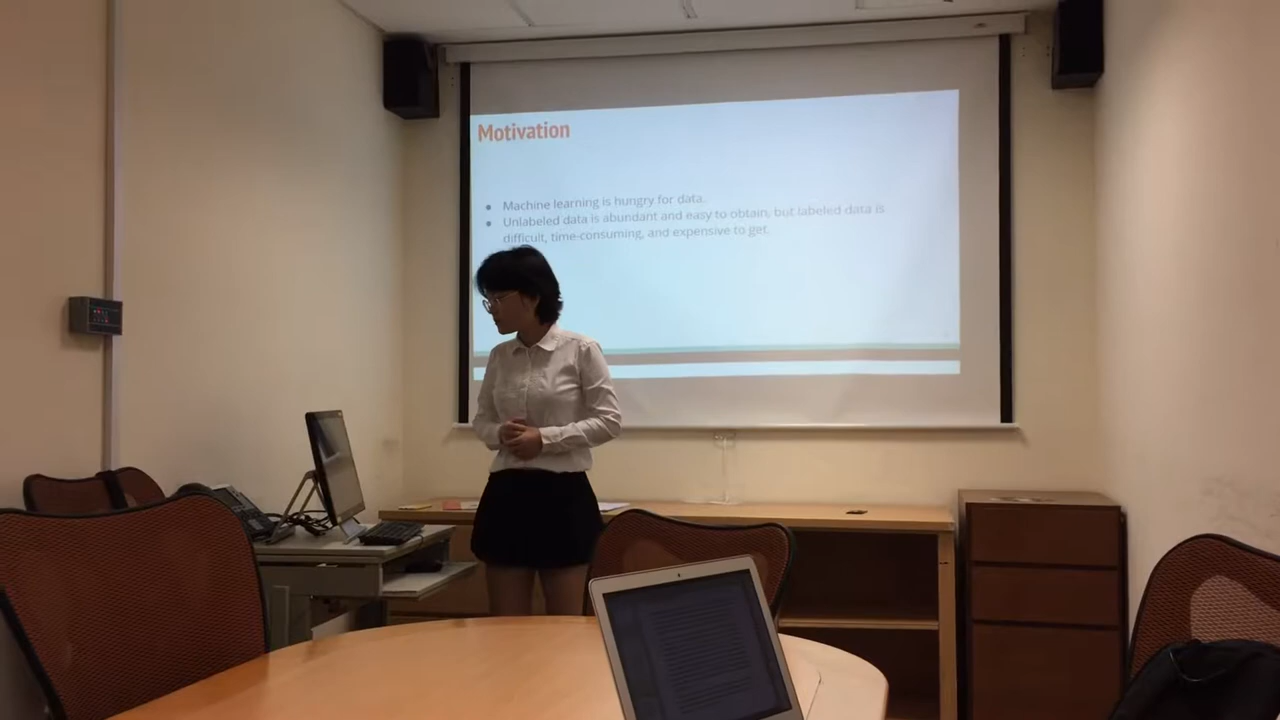 Motivation
Machine learning is hungry for data.
Unlabeled data is abundant and easy to obtain, but labeled data is
difficult, time-consuming, and expensive to get.